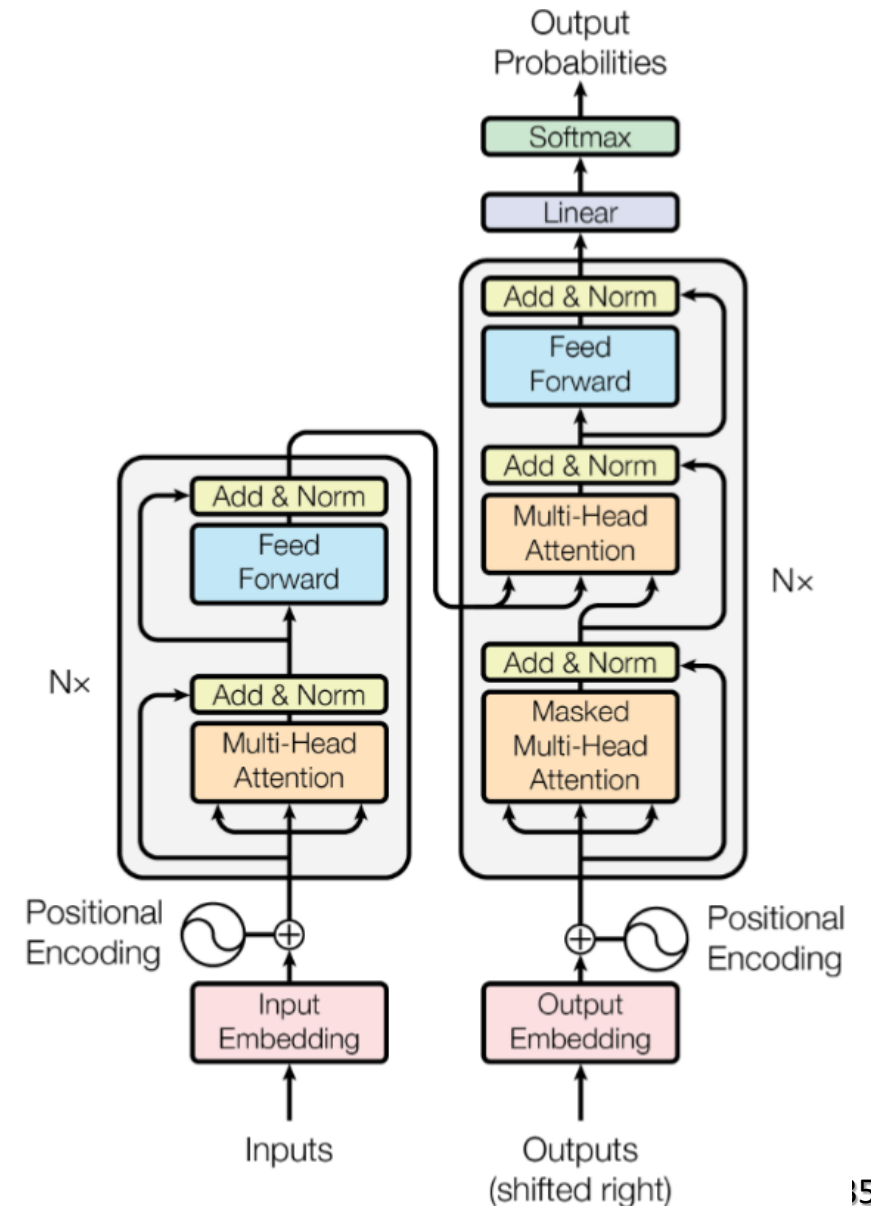 Output
Probabilities
Softmax
Linear
Add & Norm
Feed
Forward
Add & Norm
Multi-Head
Attention
Add & Norm
Masked
Multi-Head
Attention
Nx
Add & Norm
Feed
Forward
Add & Norm
Multi-Head
Attention
Nx
Positional
Encoding
Positional
Encoding
Input
Embedding
Output
Embedding
Inputs
Outputs
(shifted right)